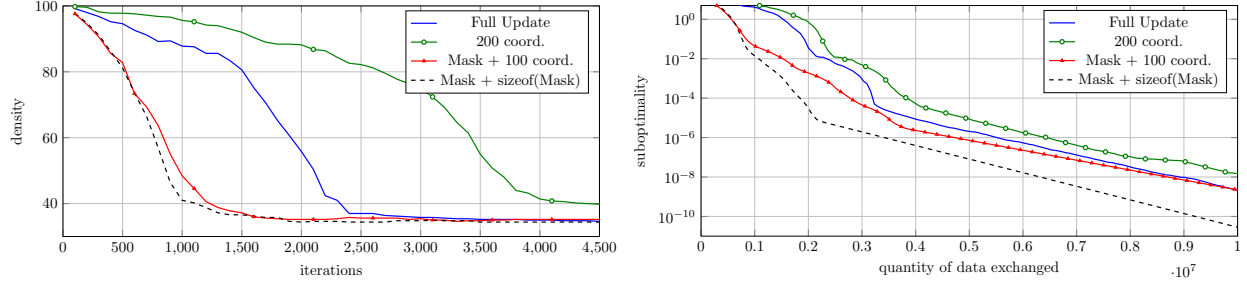 100
80
60
40
density
0
500
1,000
1,500
2,000
2,500
3,000
3,500
4,000
4,500
iterations
Full Update
200 coord.
Mask + 100 coord.
Mask + sizeof(Mask)
10^0
10^−2
10^−4
10^−6
10^−8
10^−10
suboptimality
0
0.1
0.2
0.3
0.4
0.5
0.6
0.7
0.8
0.9
1
·10^7
quantity of data exchanged
Full Update
200 coord.
Mask + 100 coord.
Mask + sizeof(Mask)